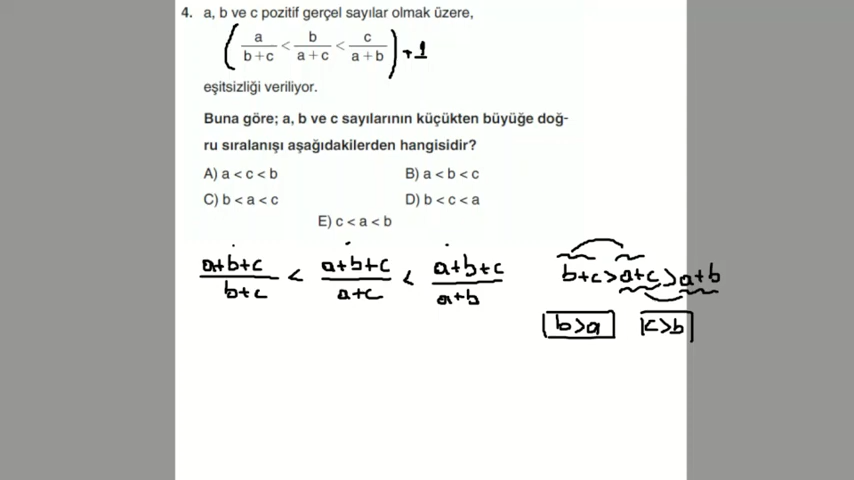 4. a, b ve c pozitif gerçel sayılar olmak üzere,
(a/(b+c) < b/(a+c) < c/(a+b)) +1
eşitsizliği veriliyor.
Buna göre; a, b ve c sayılarının küçükten büyüğe doğ-
ru sıralanışı aşağıdakilerden hangisidir?
A) a < c < b B) a < b < c
C) b < a < c D) b < c < a
E) c < a < b
(a+b+c)/(b+c) < (a+b+c)/(a+c) < (a+b+c)/(a+b)
b+c > a+c > a+b
b>a c>b